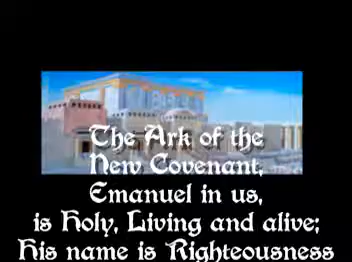 The Ark of the
New Covenant,
Emanuel in us,
is Holy, Living and alive;
His name is Righteousness